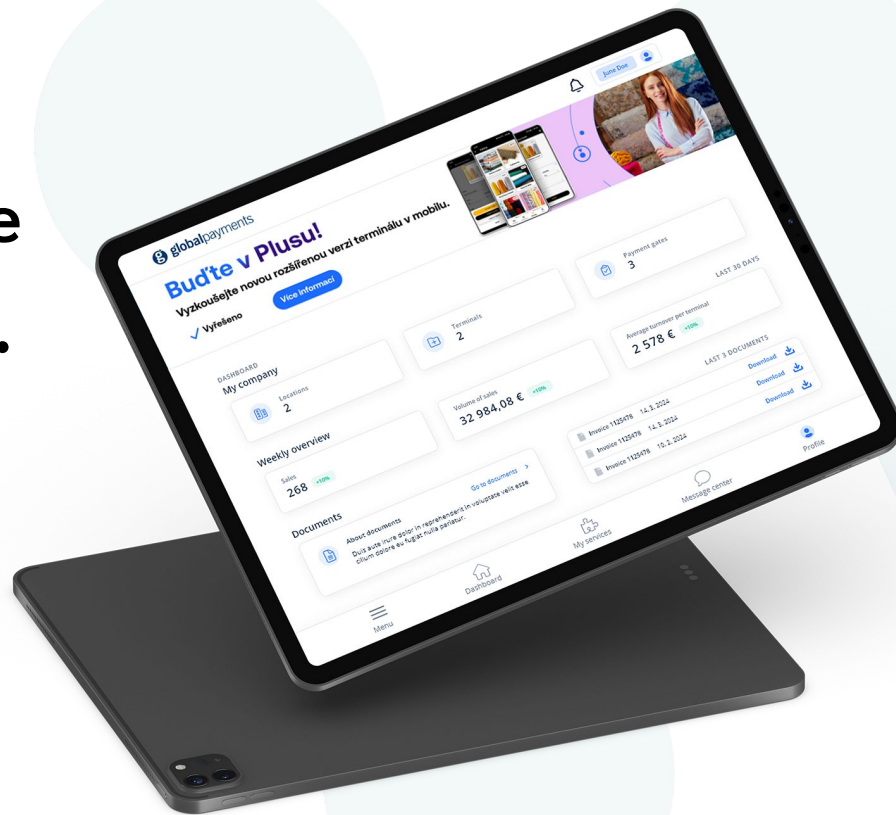 e
.
June Doe
globalpayments
Buďte v Plusu!
Vyzkoušejte novou rozšířenou verzi terminálu v mobilu.
Vyřešeno
Více informací
DASHBOARD
My company
Locations
2
Terminals
2
Payment gates
3
Weekly overview
LAST 30 DAYS
Sales
268 +10%
Volume of sales
32 984,08 € +10%
Average turnover per terminal
2 578 € +10%
Documents
LAST 3 DOCUMENTS
About documents
Go to documents >
Duis aute irure dolor in reprehenderit in voluptate velit esse
cillum dolore eu fugiat nulla pariatur.
Invoice 1125478 14. 3. 2024 Download
Invoice 1125478 14. 3. 2024 Download
Invoice 1125478 10. 2. 2024 Download
Menu
Dashboard
My services
Message center
Profile